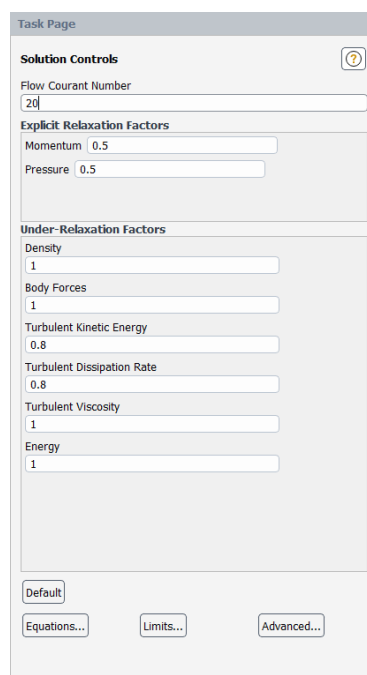 Task Page
Solution Controls
?
Flow Courant Number
20
Explicit Relaxation Factors
Momentum 0.5
Pressure 0.5
Under-Relaxation Factors
Density
1
Body Forces
1
Turbulent Kinetic Energy
0.8
Turbulent Dissipation Rate
0.8
Turbulent Viscosity
1
Energy
1
Default
Equations... Limits... Advanced...